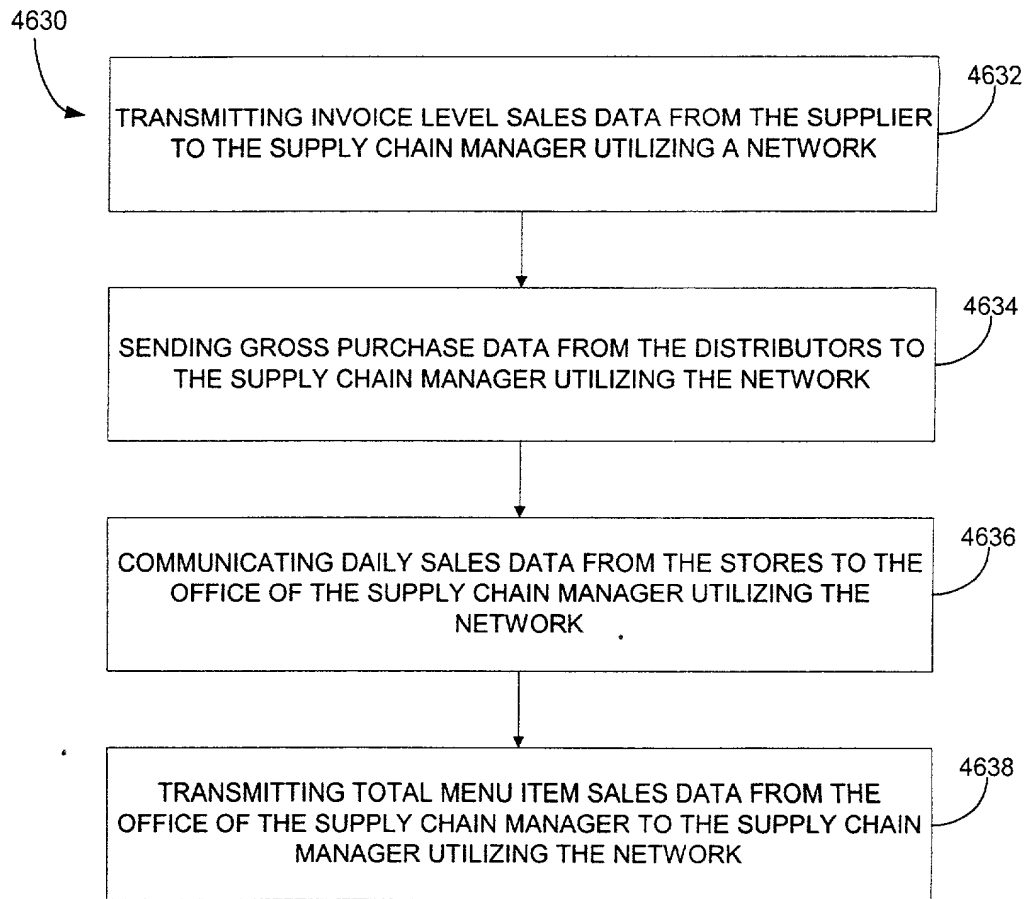 4630
4632
TRANSMITTING INVOICE LEVEL SALES DATA FROM THE SUPPLIER
TO THE SUPPLY CHAIN MANAGER UTILIZING A NETWORK
4634
SENDING GROSS PURCHASE DATA FROM THE DISTRIBUTORS TO
THE SUPPLY CHAIN MANAGER UTILIZING THE NETWORK
4636
COMMUNICATING DAILY SALES DATA FROM THE STORES TO THE
OFFICE OF THE SUPPLY CHAIN MANAGER UTILIZING THE
NETWORK
4638
TRANSMITTING TOTAL MENU ITEM SALES DATA FROM THE
OFFICE OF THE SUPPLY CHAIN MANAGER TO THE SUPPLY CHAIN
MANAGER UTILIZING THE NETWORK